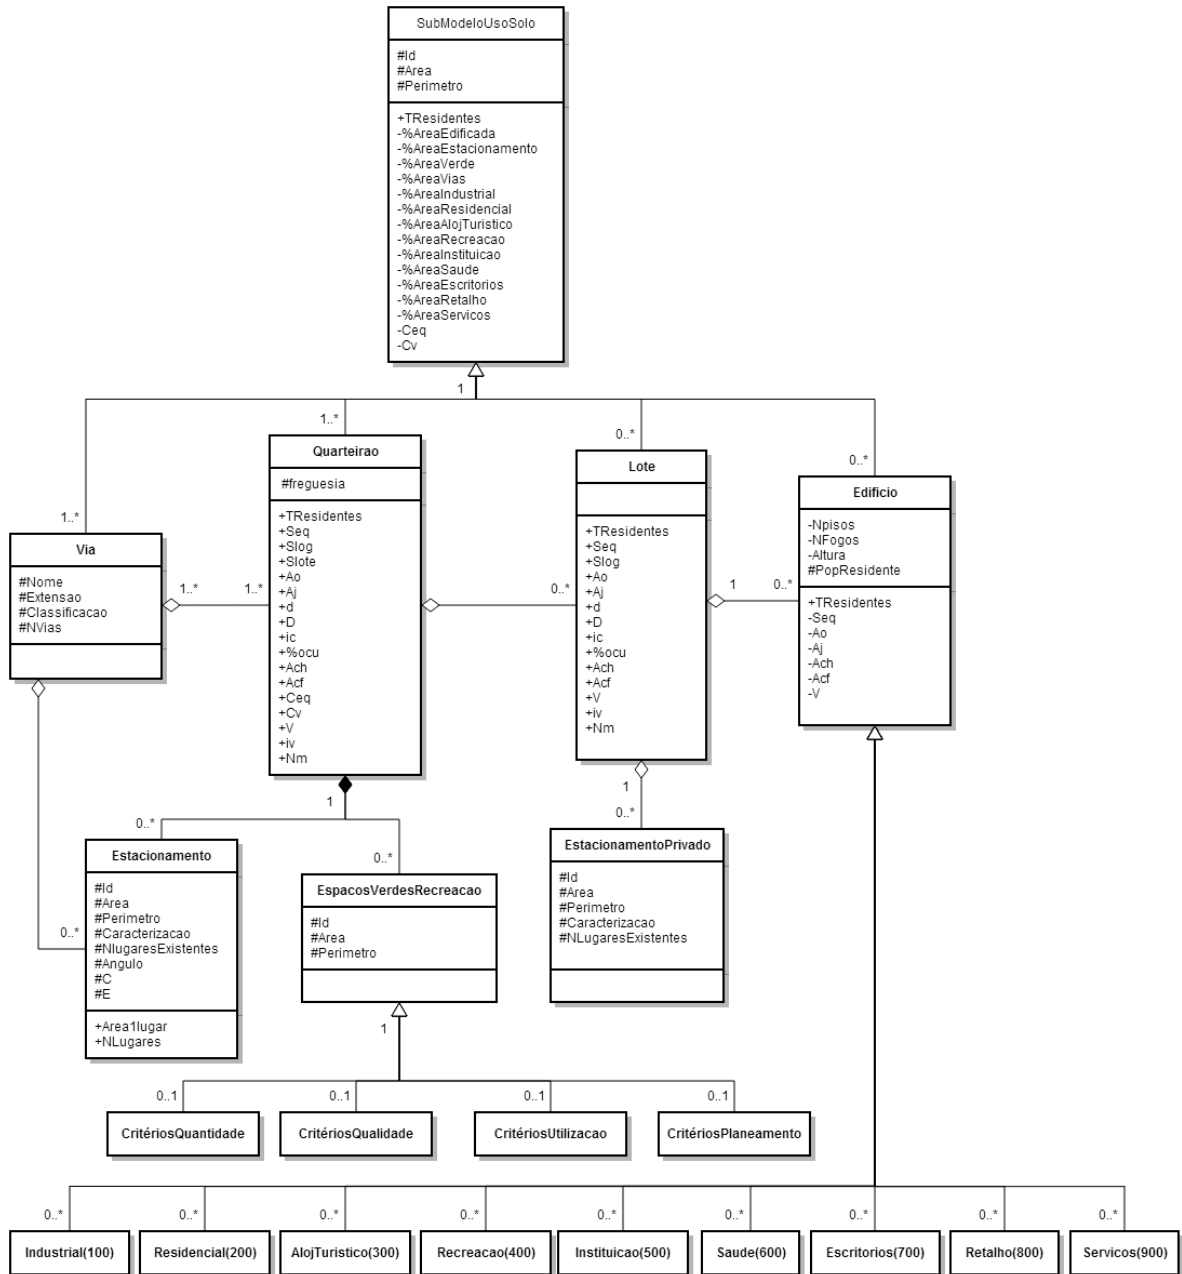 SubModeloUsoSolo
#Id
#Area
#Perimetro
+TResidentes
-%AreaEdificada
-%AreaEstacionamento
-%AreaVerde
-%AreaVias
-%AreaIndustrial
-%AreaResidencial
-%AreaAlojTuristico
-%AreaRecreacao
-%AreaInstituicao
-%AreaSaude
-%AreaEscritorios
-%AreaRetalho
-%AreaServicos
-Ceq
-Cv
1
1..*
1..*
0..*
0..*
Via
#Nome
#Extensao
#Classificacao
#NVias
1..*
1..*
Quarteirao
#freguesia
+TResidentes
+Seq
+Slog
+Slote
+Ao
+Aj
+d
+D
+ic
+%ocu
+Ach
+Acf
+Ceq
+Cv
+V
+iv
+Nm
0..*
Lote
+TResidentes
+Seq
+Slog
+Ao
+Aj
+d
+D
+ic
+%ocu
+Ach
+Acf
+V
+iv
+Nm
1
0..*
Edificio
-Npisos
-NFogos
-Altura
#PopResidente
+TResidentes
-Seq
-Ao
-Aj
-Ach
-Acf
-V
1
0..*
0..*
0..*
Estacionamento
#Id
#Area
#Perimetro
#Caracterizacao
#NlugaresExistentes
#Angulo
#C
#E
+Area1lugar
+NLugares
EspacosVerdesRecreacao
#Id
#Area
#Perimetro
1
0..*
EstacionamentoPrivado
#Id
#Area
#Perimetro
#Caracterizacao
#NLugaresExistentes
1
0..1
0..1
0..1
0..1
CritériosQuantidade
CritériosQualidade
CritériosUtilizacao
CritériosPlaneamento
0..*
0..*
0..*
0..*
0..*
0..*
0..*
0..*
0..*
Industrial(100)
Residencial(200)
AlojTuristico(300)
Recreacao(400)
Instituicao(500)
Saude(600)
Escritorios(700)
Retalho(800)
Servicos(900)